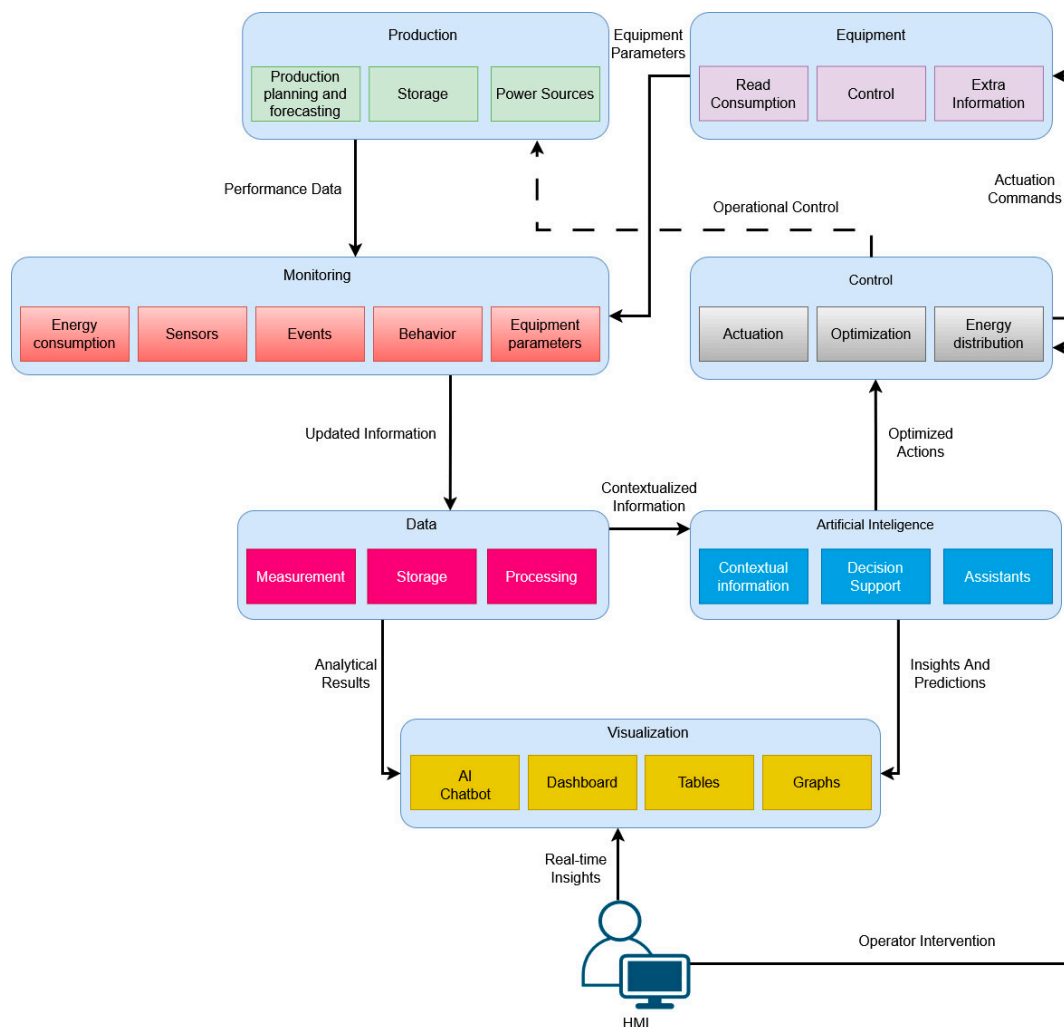 Production
Production
planning and
forecasting
Storage
Power Sources
Equipment
Parameters
Equipment
Read
Consumption
Control
Extra
Information
Performance Data
Operational Control
Actuation
Commands
Monitoring
Energy
consumption
Sensors
Events
Behavior
Equipment
parameters
Control
Actuation
Optimization
Energy
distribution
Updated Information
Optimized
Actions
Contextualized
Information
Data
Measurement
Storage
Processing
Artificial Inteligence
Contextual
information
Decision
Support
Assistants
Analytical
Results
Insights And
Predictions
Visualization
AI
Chatbot
Dashboard
Tables
Graphs
Real-time
Insights
Operator Intervention
HMI